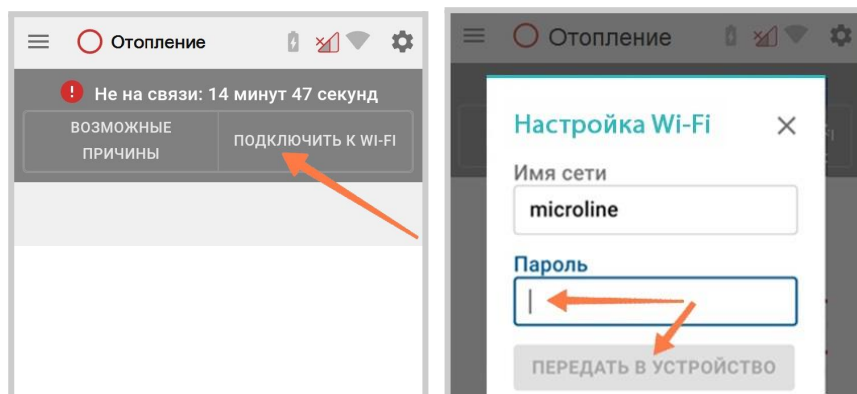 Отопление
Не на связи: 14 минут 47 секунд
ВОЗМОЖНЫЕ
ПРИЧИНЫ
ПОДКЛЮЧИТЬ К WI-FI
Отопление
Настройка Wi-Fi
Имя сети
microline
Пароль
ПЕРЕДАТЬ В УСТРОЙСТВО